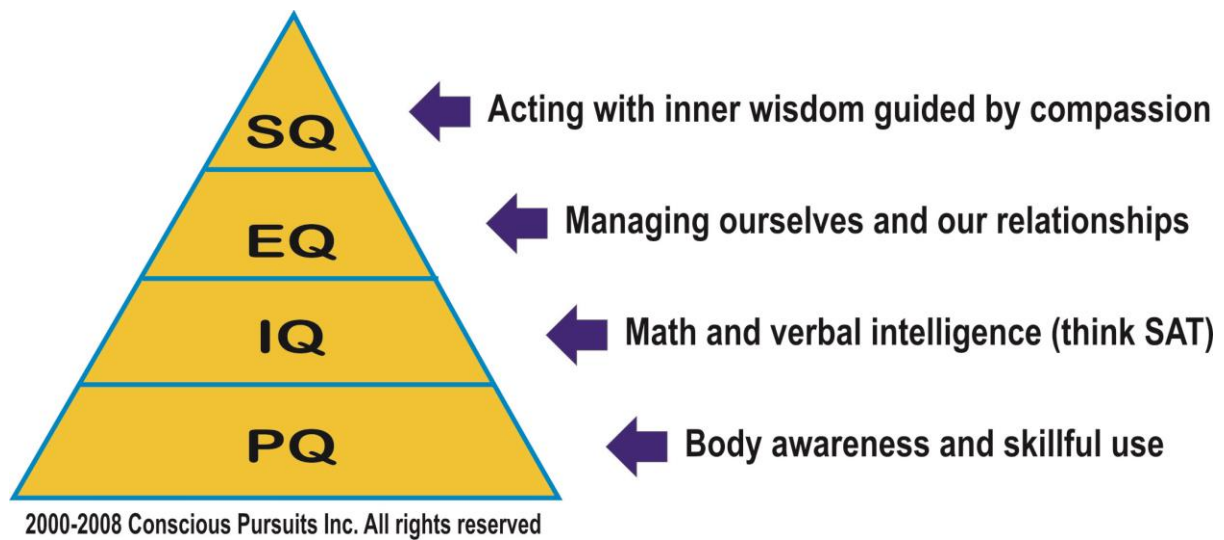 SQ
Acting with inner wisdom guided by compassion
EQ
Managing ourselves and our relationships
IQ
Math and verbal intelligence (think SAT)
PQ
Body awareness and skillful use
2000-2008 Conscious Pursuits Inc. All rights reserved